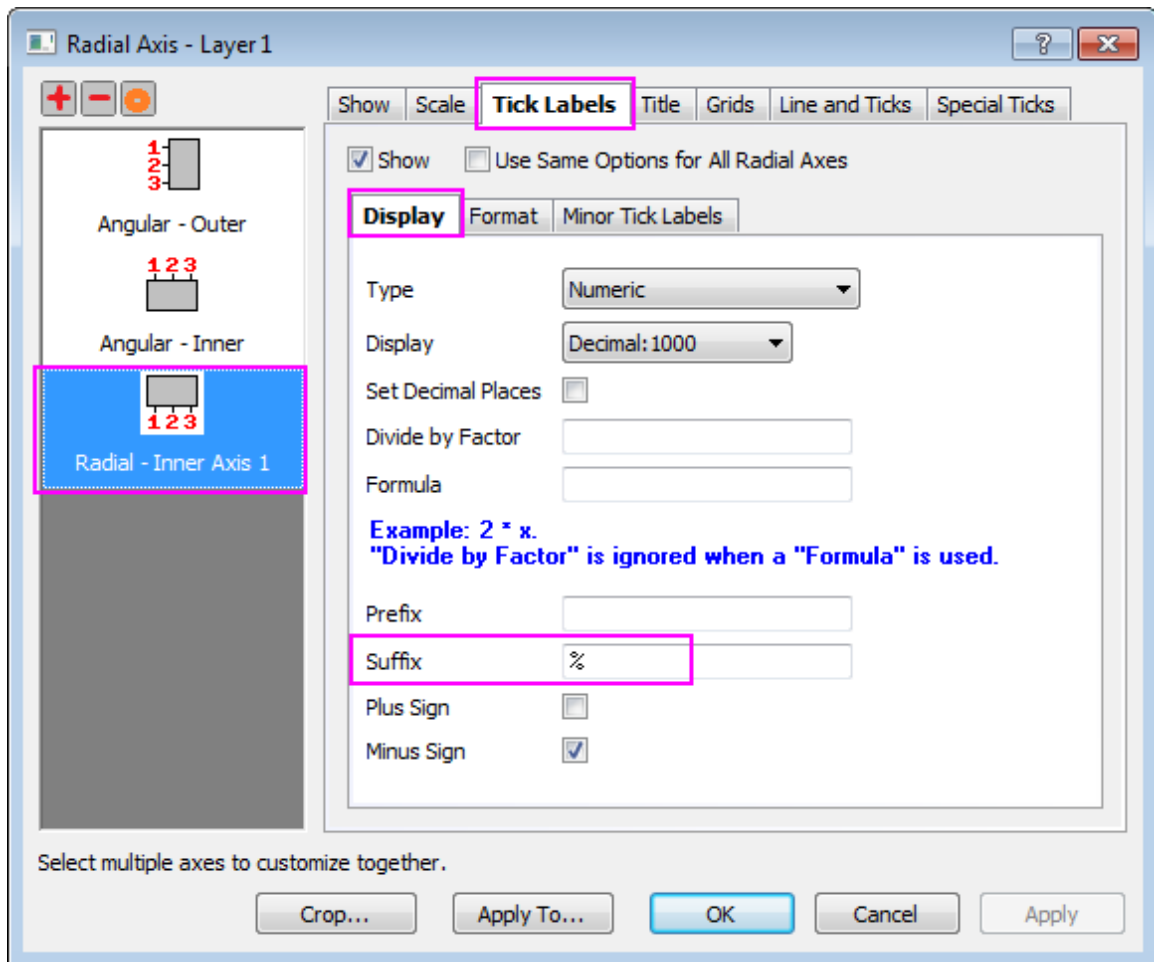 Radial Axis - Layer 1
Show Scale Tick Labels Title Grids Line and Ticks Special Ticks
1
2
3
Angular - Outer
1 2 3
Angular - Inner
1 2 3
Radial - Inner Axis 1
Show Use Same Options for All Radial Axes
Display Format Minor Tick Labels
Type Numeric
Display Decimal:1000
Set Decimal Places
Divide by Factor
Formula
Example: 2 * x.
"Divide by Factor" is ignored when a "Formula" is used.
Prefix
Suffix %
Plus Sign
Minus Sign
Select multiple axes to customize together.
Crop... Apply To... OK Cancel Apply